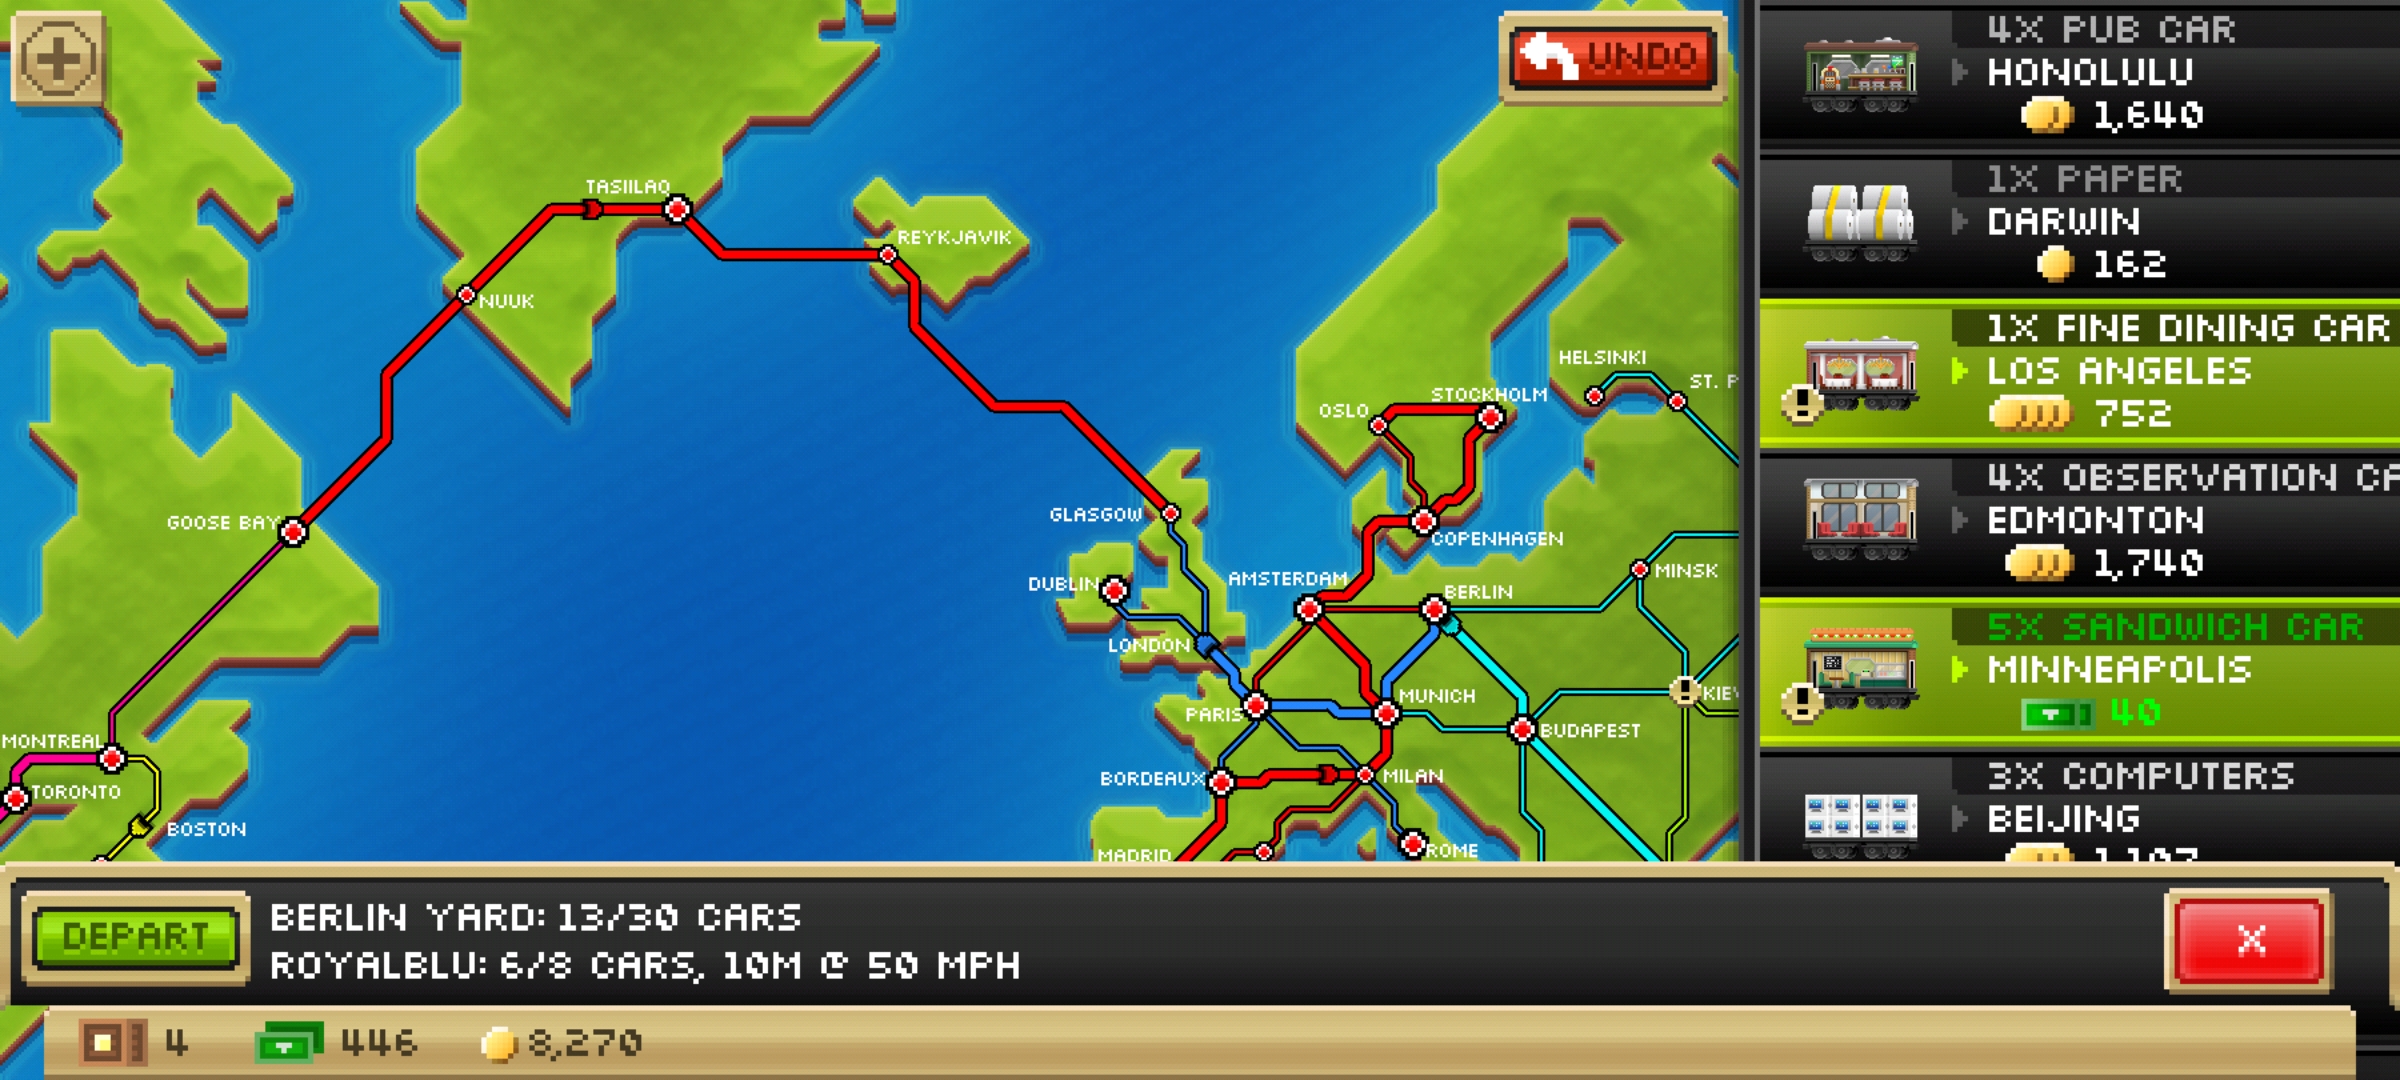 UNDO
TASIILAQ
REYKJAVIK
NUUK
HELSINKI
ST. P
STOCKHOLM
OSLO
GOOSE BAY
GLASGOW
COPENHAGEN
DUBLIN
AMSTERDAM
BERLIN
MINSK
LONDON
MUNICH
KIEV
PARIS
MONTREAL
BUDAPEST
TORONTO
BORDEAUX
MILAN
BOSTON
MADRID
ROME
4X PUB CAR
HONOLULU
1,640
1X PAPER
DARWIN
162
1X FINE DINING CAR
LOS ANGELES
752
4X OBSERVATION CA
EDMONTON
1,740
5X SANDWICH CAR
MINNEAPOLIS
40
3X COMPUTERS
BEIJING
1,107
DEPART
BERLIN YARD: 13/30 CARS
ROYALBLU: 6/8 CARS, 10M @ 50 MPH
X
4
446
8,270